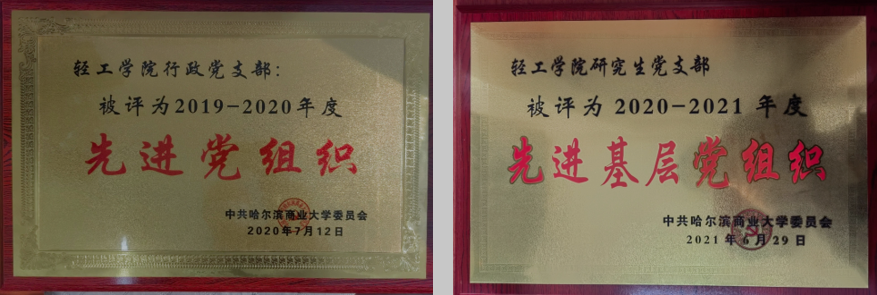 轻工学院行政党支部:
被评为2019-2020年度
先进党组织
中共哈尔滨商业大学委员会
2020年7月12日
轻工学院研究生党支部
被评为2020-2021年度
先进基层党组织
中共哈尔滨商业大学委员会
2021年6月29日